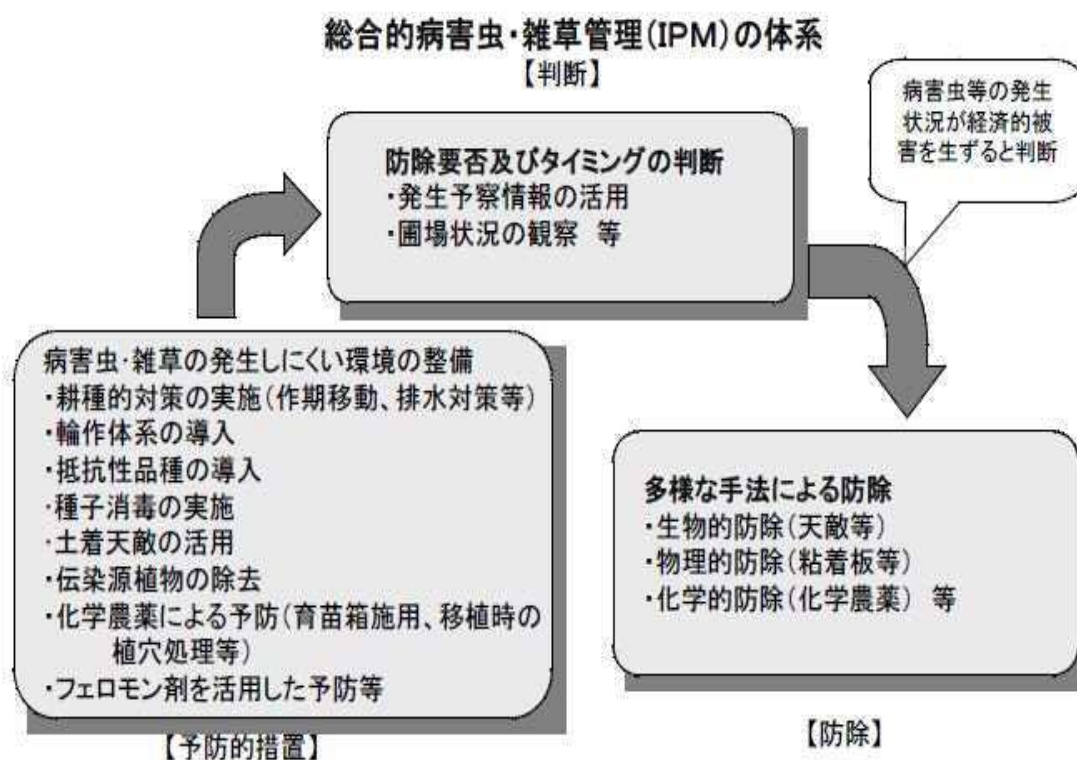 総合的病害虫・雑草管理(IPM)の体系
【判断】
病害虫等の発生
状況が経済的被
害を生ずると判断
防除要否及びタイミングの判断
・発生予察情報の活用
・圃場状況の観察 等
病害虫・雑草の発生しにくい環境の整備
・耕種的対策の実施(作期移動、排水対策等)
・輪作体系の導入
・抵抗性品種の導入
・種子消毒の実施
・土着天敵の活用
・伝染源植物の除去
・化学農薬による予防(育苗箱施用、移植時の
植穴処理等)
・フェロモン剤を活用した予防等
【予防的措置】
多様な手法による防除
・生物的防除(天敵等)
・物理的防除(粘着板等)
・化学的防除(化学農薬) 等
【防除】